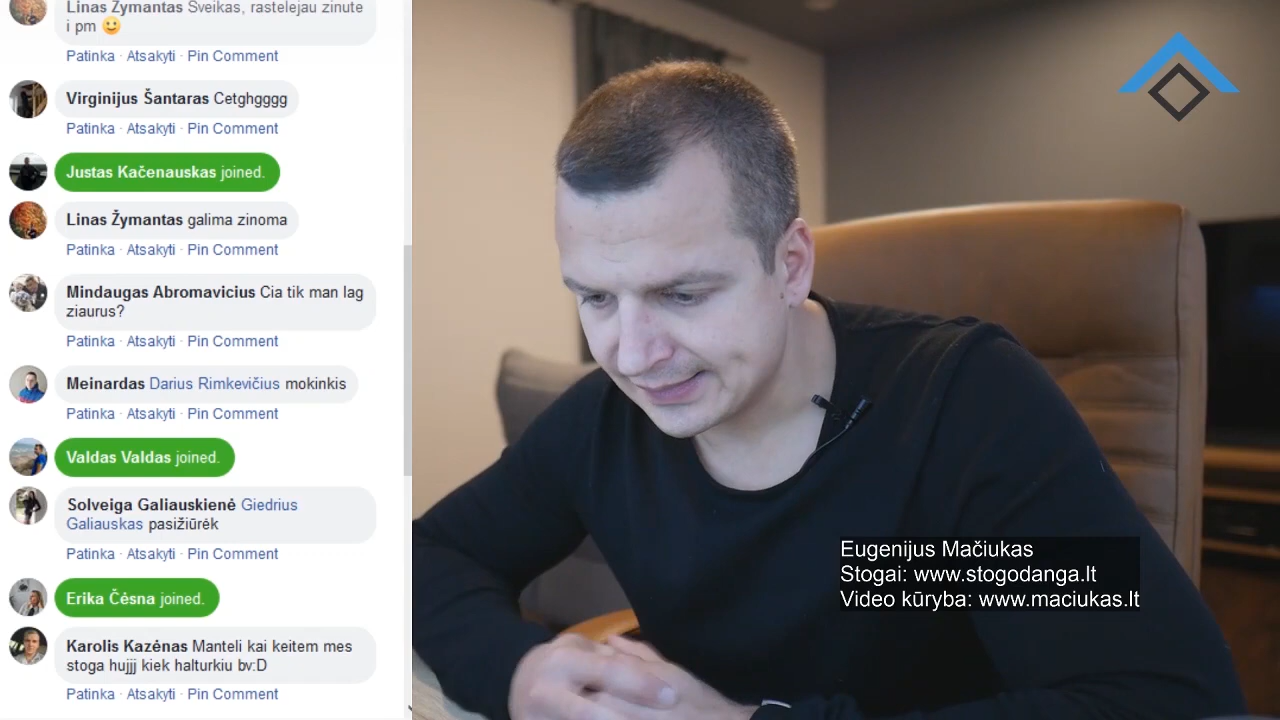 Linas Žymantas Sveikas, rastelejau zinute
i pm 🙂
Patinka · Atsakyti · Pin Comment
Virginijus Šantaras Cetghgggg
Patinka · Atsakyti · Pin Comment
Justas Kačenauskas joined.
Linas Žymantas galima zinoma
Patinka · Atsakyti · Pin Comment
Mindaugas Abromavicius Cia tik man lag
ziaurus?
Patinka · Atsakyti · Pin Comment
Meinardas Darius Rimkevičius mokinkis
Patinka · Atsakyti · Pin Comment
Valdas Valdas joined.
Solveiga Galiauskienė Giedrius
Galiauskas pasižiūrėk
Patinka · Atsakyti · Pin Comment
Erika Čėsna joined.
Karolis Kazėnas Manteli kai keitem mes
stoga hujjj kiek halturkiu bv:D
Patinka · Atsakyti · Pin Comment
Eugenijus Mačiukas
Stogai: www.stogodanga.lt
Video kūryba: www.maciukas.lt